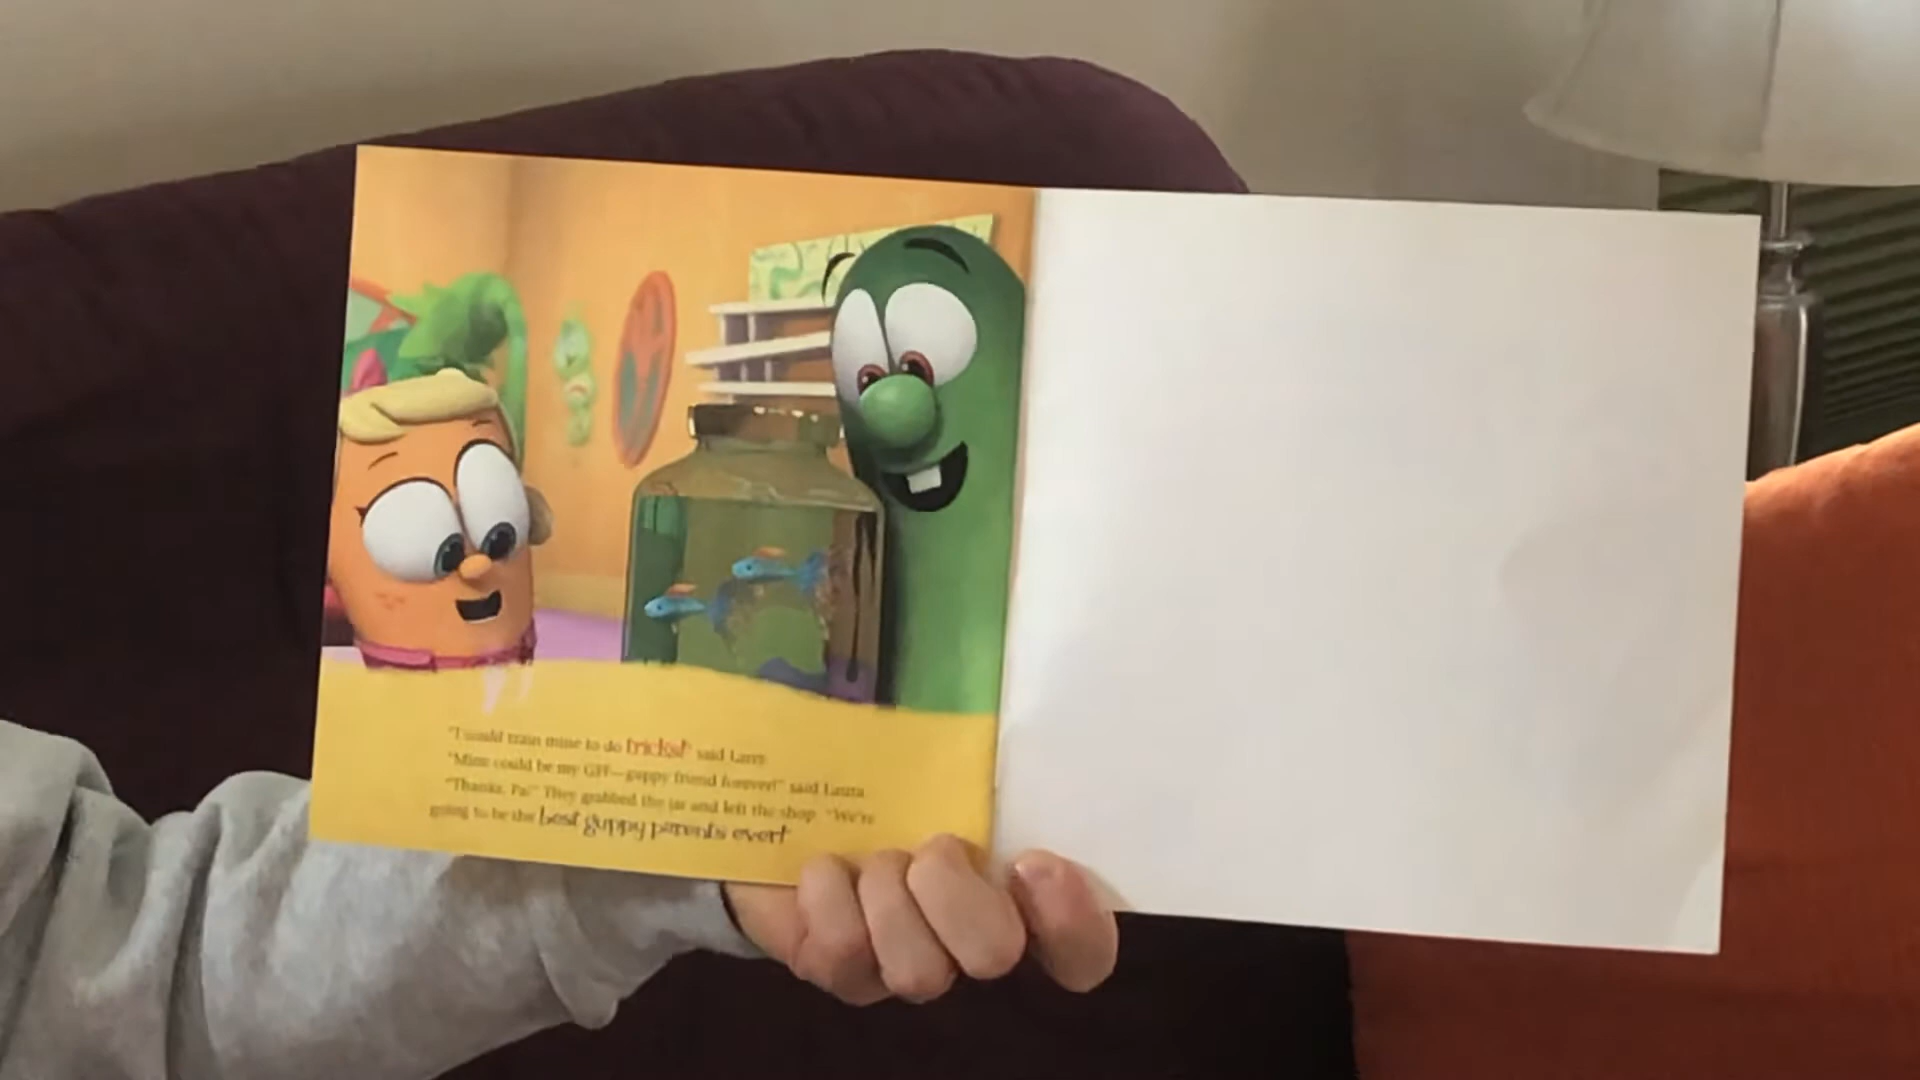 "I could train mine to do tricks!" said Larry.
"Mine could be my GFF—guppy friend forever!" said Laura.
"Thanks, Pa!" They grabbed the jar and left the shop. "We're
going to be the best guppy parents ever!"